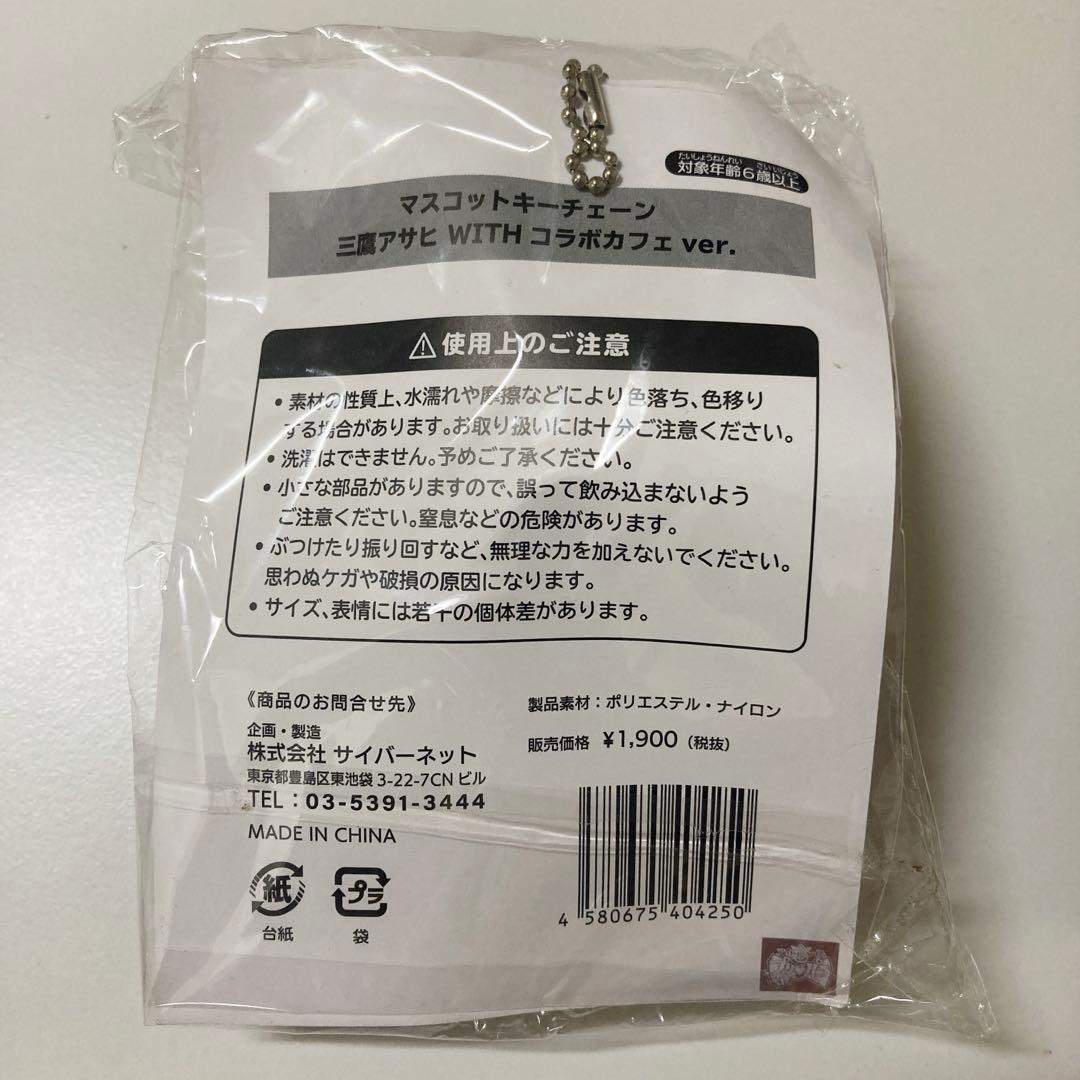 たいしょうねんれい さいいじょう
対象年齢6歳以上
マスコットキーチェーン
三鷹アサヒ WITH コラボカフェ ver.
⚠使用上のご注意
• 素材の性質上、水濡れや摩擦などにより色落ち、色移り
する場合があります。お取り扱いには十分ご注意ください。
• 洗濯はできません。予めご了承ください。
• 小さな部品がありますので、誤って飲み込まないよう
ご注意ください。窒息などの危険があります。
• ぶつけたり振り回すなど、無理な力を加えないでください。
思わぬケガや破損の原因になります。
• サイズ、表情には若干の個体差があります。
《商品のお問合せ先》
企画・製造
株式会社 サイバーネット
東京都豊島区東池袋 3-22-7CN ビル
TEL：03-5391-3444
MADE IN CHINA
紙
台紙
プラ
袋
製品素材：ポリエステル・ナイロン
販売価格 ¥1,900（税抜）
4 580675 404250